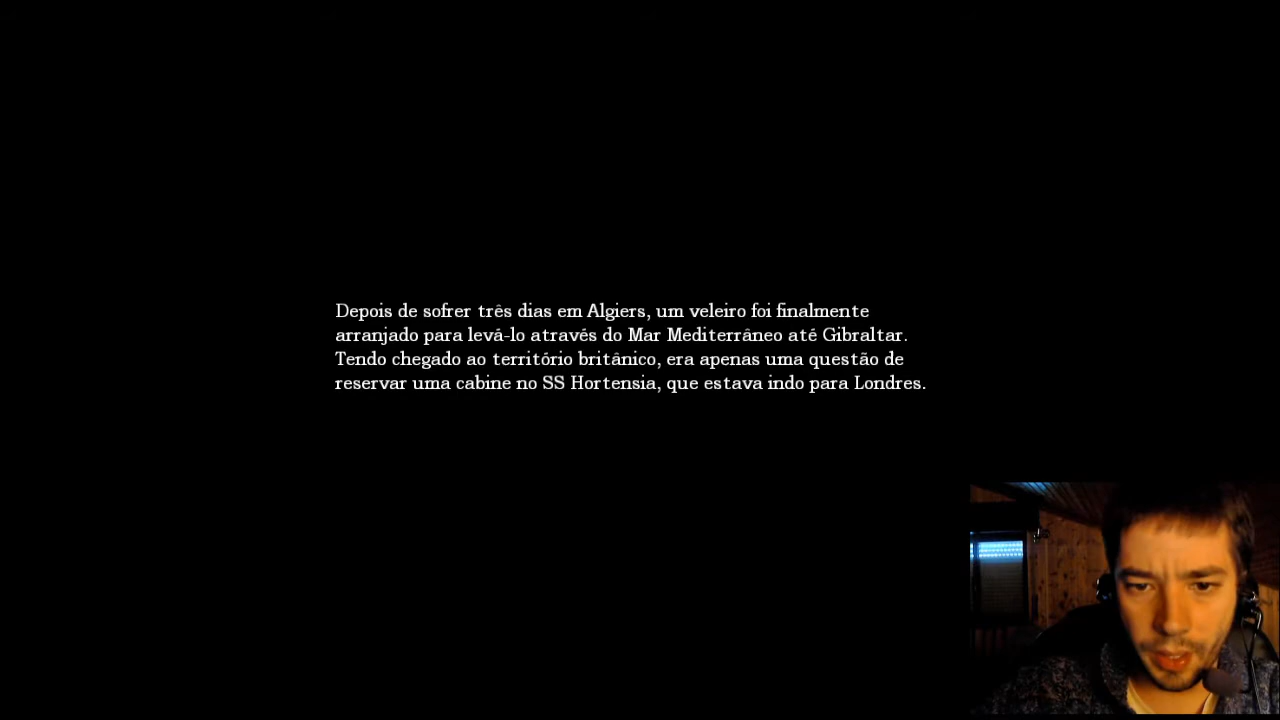 Depois de sofrer três dias em Algiers, um veleiro foi finalmente
arranjado para levá-lo através do Mar Mediterrâneo até Gibraltar.
Tendo chegado ao território britânico, era apenas uma questão de
reservar uma cabine no SS Hortensia, que estava indo para Londres.